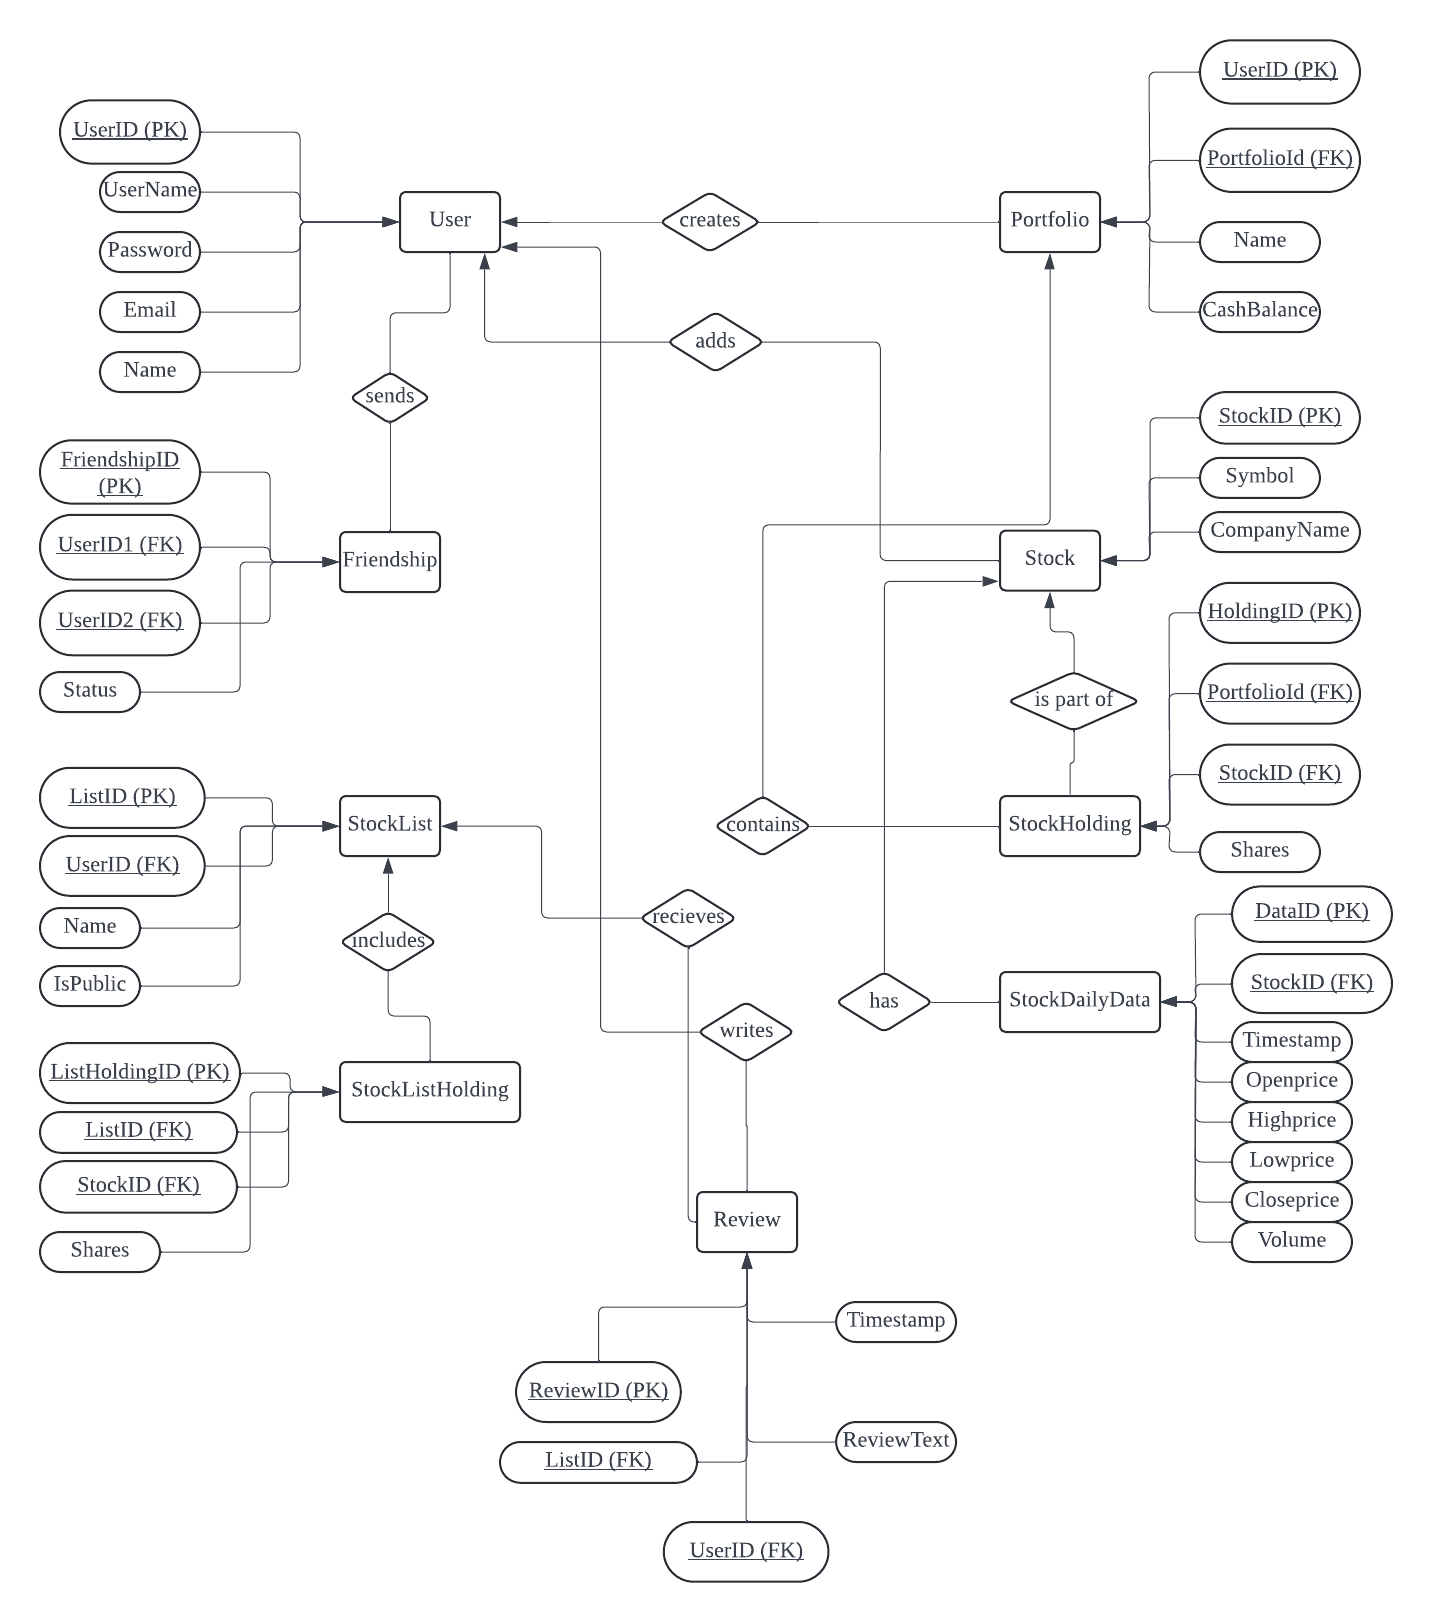 UserID (PK)
UserName
Password
Email
Name
User
creates
Portfolio
UserID (PK)
PortfolioId (FK)
Name
CashBalance
adds
sends
FriendshipID
(PK)
UserID1 (FK)
UserID2 (FK)
Status
Friendship
Stock
StockID (PK)
Symbol
CompanyName
is part of
HoldingID (PK)
PortfolioId (FK)
StockID (FK)
Shares
StockHolding
contains
ListID (PK)
UserID (FK)
Name
IsPublic
StockList
recieves
includes
has
StockDailyData
DataID (PK)
StockID (FK)
Timestamp
Openprice
Highprice
Lowprice
Closeprice
Volume
writes
ListHoldingID (PK)
ListID (FK)
StockID (FK)
Shares
StockListHolding
Review
Timestamp
ReviewID (PK)
ReviewText
ListID (FK)
UserID (FK)